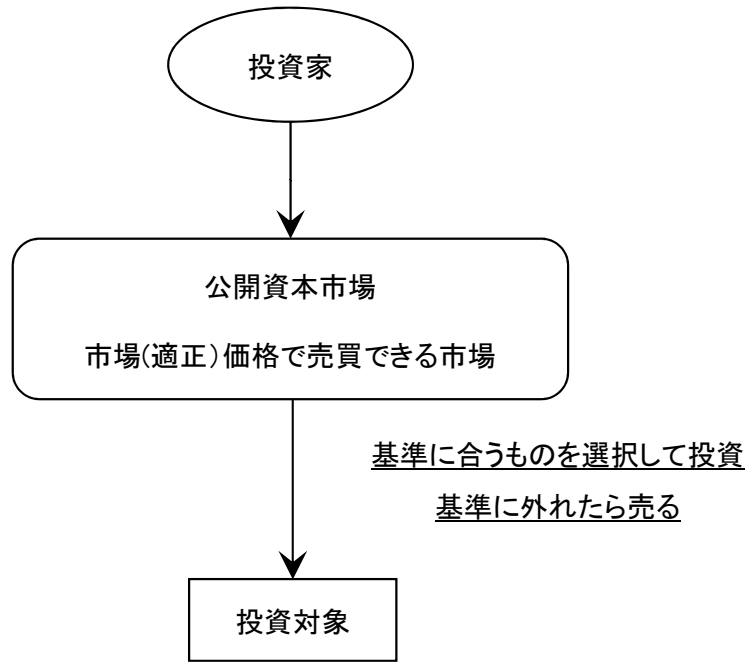 投資家
公開資本市場
市場(適正)価格で売買できる市場
基準に合うものを選択して投資
基準に外れたら売る
投資対象